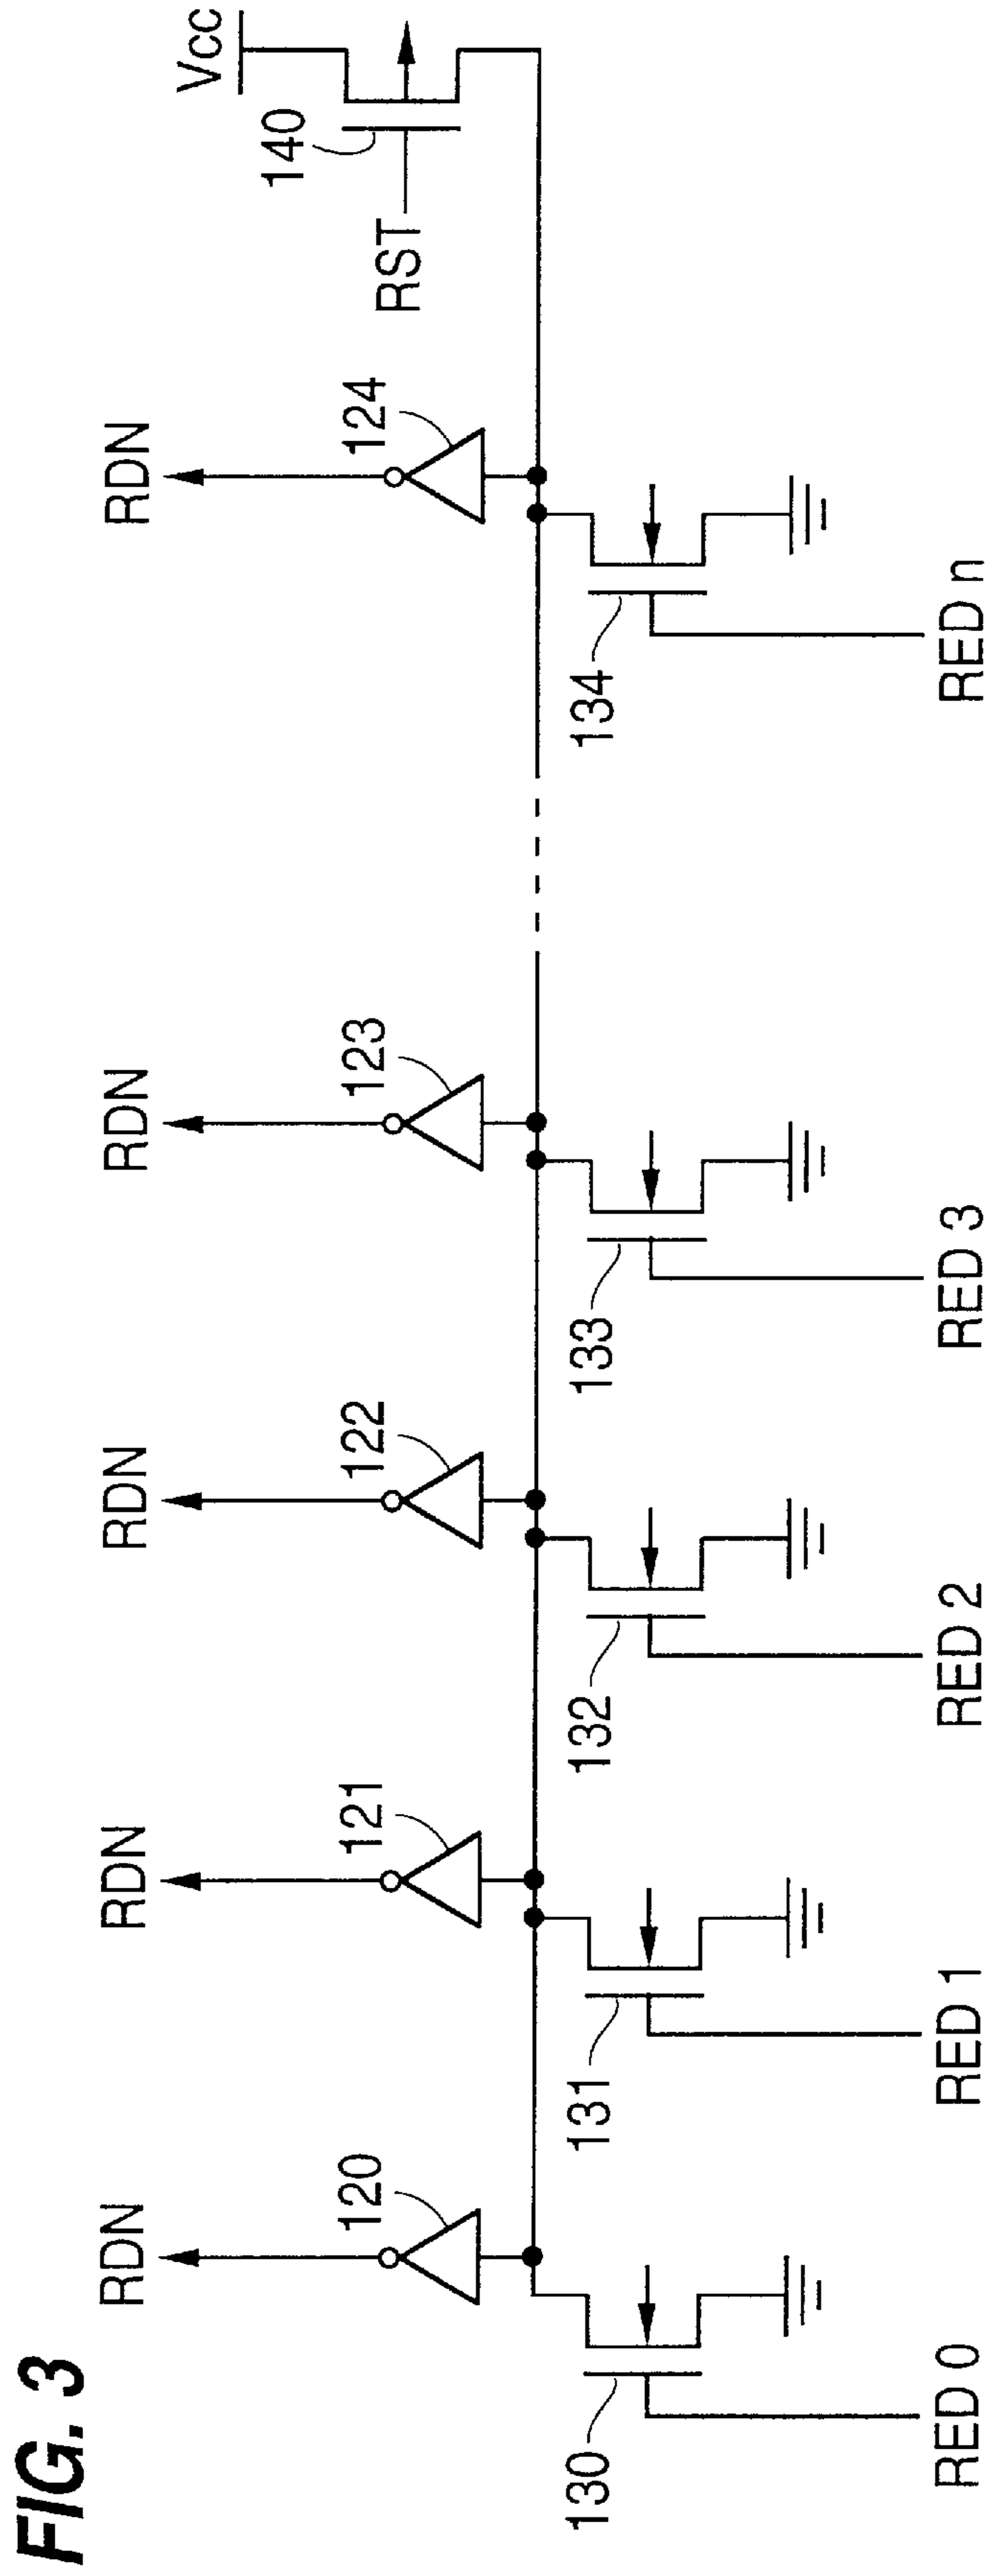 FIG. 3
RDN
RDN
RDN
RDN
RDN
Vcc
120
121
122
123
124
140
RST
130
131
132
133
134
RED 0
RED 1
RED 2
RED 3
RED n